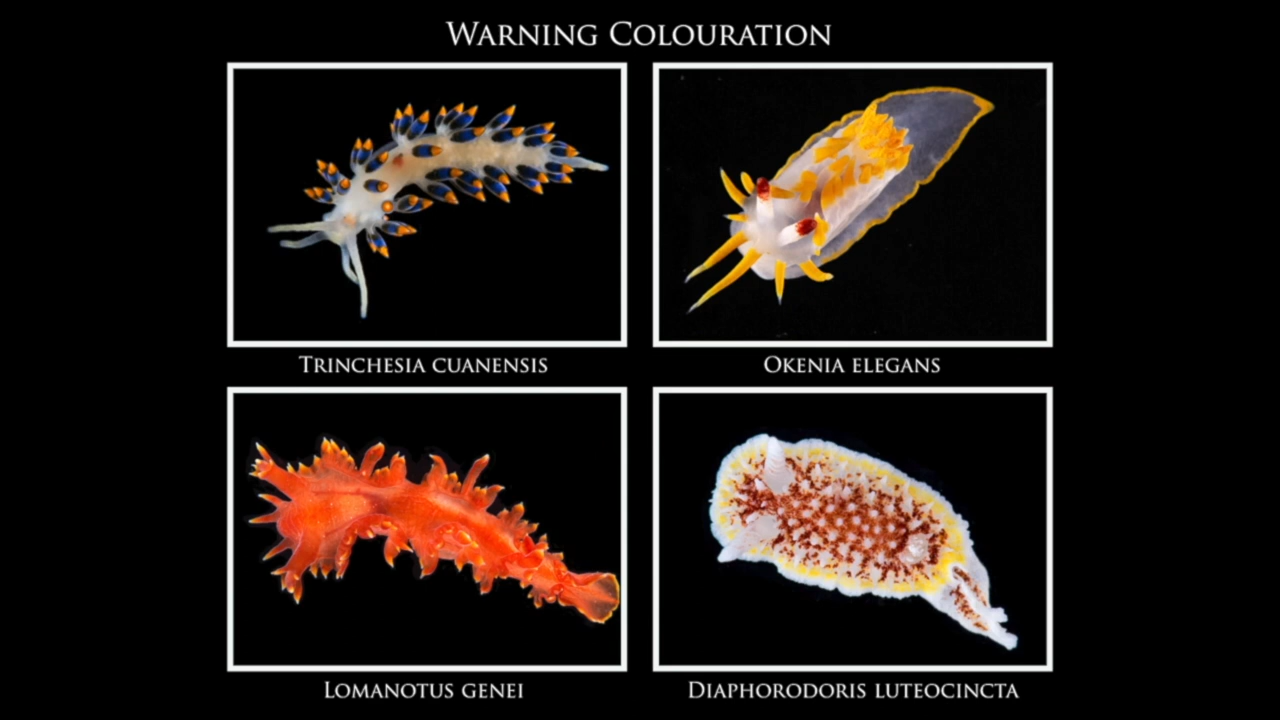 Warning Colouration
Trinchesia cuanensis
Okenia elegans
Lomanotus genei
Diaphorodoris luteocincta